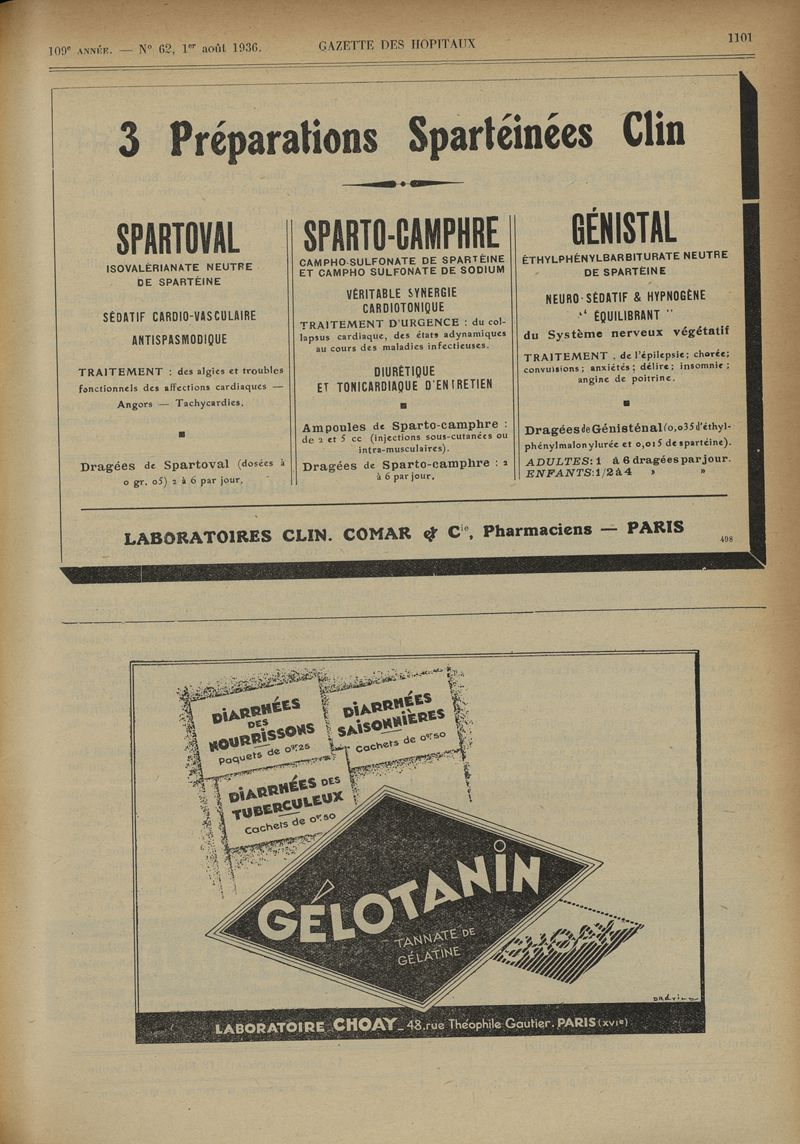 109e ANNÉE. — No 62, 1er août 1936.
GAZETTE DES HOPITAUX
1101
3 Préparations Spartéinées Clin
SPARTOVAL
ISOVALÉRIANATE NEUTRE
DE SPARTÉINE
SÉDATIF CARDIO-VASCULAIRE
ANTISPASMODIQUE
TRAITEMENT : des algies et troubles
fonctionnels des affections cardiaques —
Angors — Tachycardies.
Dragées de Spartoval (dosées à
0 gr. 05) 2 à 6 par jour.
SPARTO-CAMPHRE
CAMPHO-SULFONATE DE SPARTÉINE
ET CAMPHO SULFONATE DE SODIUM
VÉRITABLE SYNERGIE
CARDIOTONIQUE
TRAITEMENT D'URGENCE : du col-
lapsus cardiaque, des états adynamiques
au cours des maladies infectieuses.
DIURÉTIQUE
ET TONICARDIAQUE D'ENTRETIEN
Ampoules de Sparto-camphre :
de 2 et 5 cc (injections sous-cutanées ou
intra-musculaires).
Dragées de Sparto-camphre : 2
à 6 par jour.
GÉNISTAL
ÉTHYLPHÉNYLBARBITURATE NEUTRE
DE SPARTÉINE
NEURO-SÉDATIF & HYPNOGÈNE
" ÉQUILIBRANT "
du Système nerveux végétatif
TRAITEMENT . de l'épilepsie; chorée;
convulsions; anxiétés; délire; insomnie;
angine de poitrine.
Dragées de Génisténal (0,035 d'éthyl-
phénylmalonylurée et 0,015 de spartéine).
ADULTES: 1 à 6 dragées par jour.
ENFANTS: 1/2 à 4 » »
LABORATOIRES CLIN. COMAR & Cie, Pharmaciens — PARIS
498
DIARRHÉES
DES
NOURRISSONS
Paquets de 0gr.25
DIARRHÉES
SAISONNIÈRES
Cachets de 0gr.50
DIARRHÉES DES
TUBERCULEUX
Cachets de 0gr.50
GÉLOTANIN
TANNATE DE
GÉLATINE
CHOAY
LABORATOIRE CHOAY_ 48.rue Théophile Gautier. PARIS (XVIe)